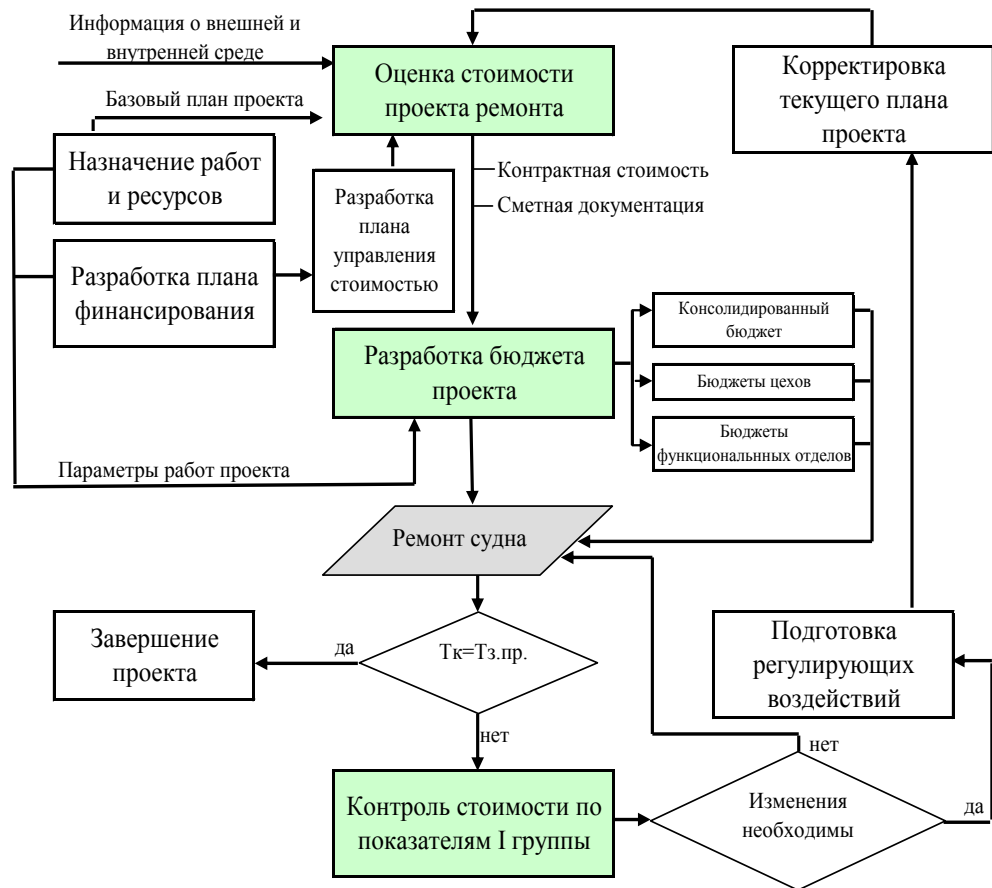 Информация о внешней и
внутренней среде
Оценка стоимости
проекта ремонта
Корректировка
текущего плана
проекта
Базовый план проекта
Назначение работ
и ресурсов
Разработка
плана
управления
стоимостью
Контрактная стоимость
Сметная документация
Разработка плана
финансирования
Консолидированный
бюджет
Разработка бюджета
проекта
Бюджеты цехов
Бюджеты
функциональнных отделов
Параметры работ проекта
Ремонт судна
Завершение
проекта
да
Тк=Тз.пр.
Подготовка
регулирующих
воздействий
нет
нет
Контроль стоимости по
показателям I группы
Изменения
необходимы
да